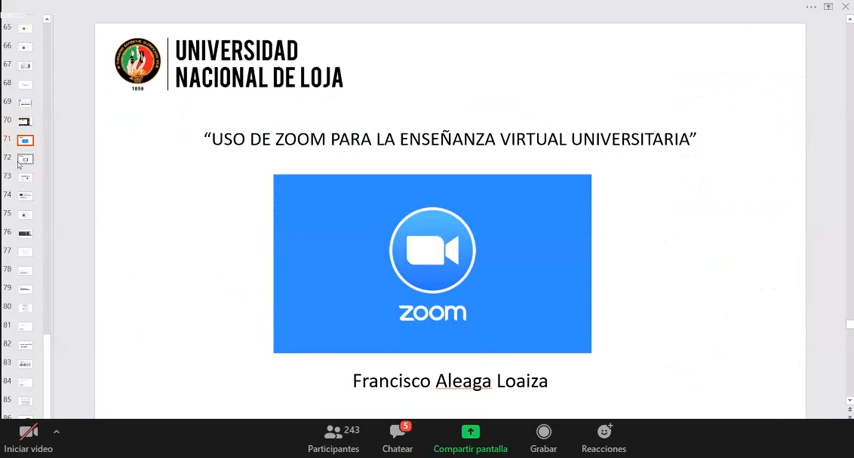 65
66
67
68
69
70
71
72
73
74
75
76
77
78
79
80
81
82
83
84
85
86
UNIVERSIDAD
NACIONAL DE LOJA
1859
“USO DE ZOOM PARA LA ENSEÑANZA VIRTUAL UNIVERSITARIA”
zoom
Francisco Aleaga Loaiza
Iniciar video
243
Participantes
5
Chatear
Compartir pantalla
Grabar
Reacciones